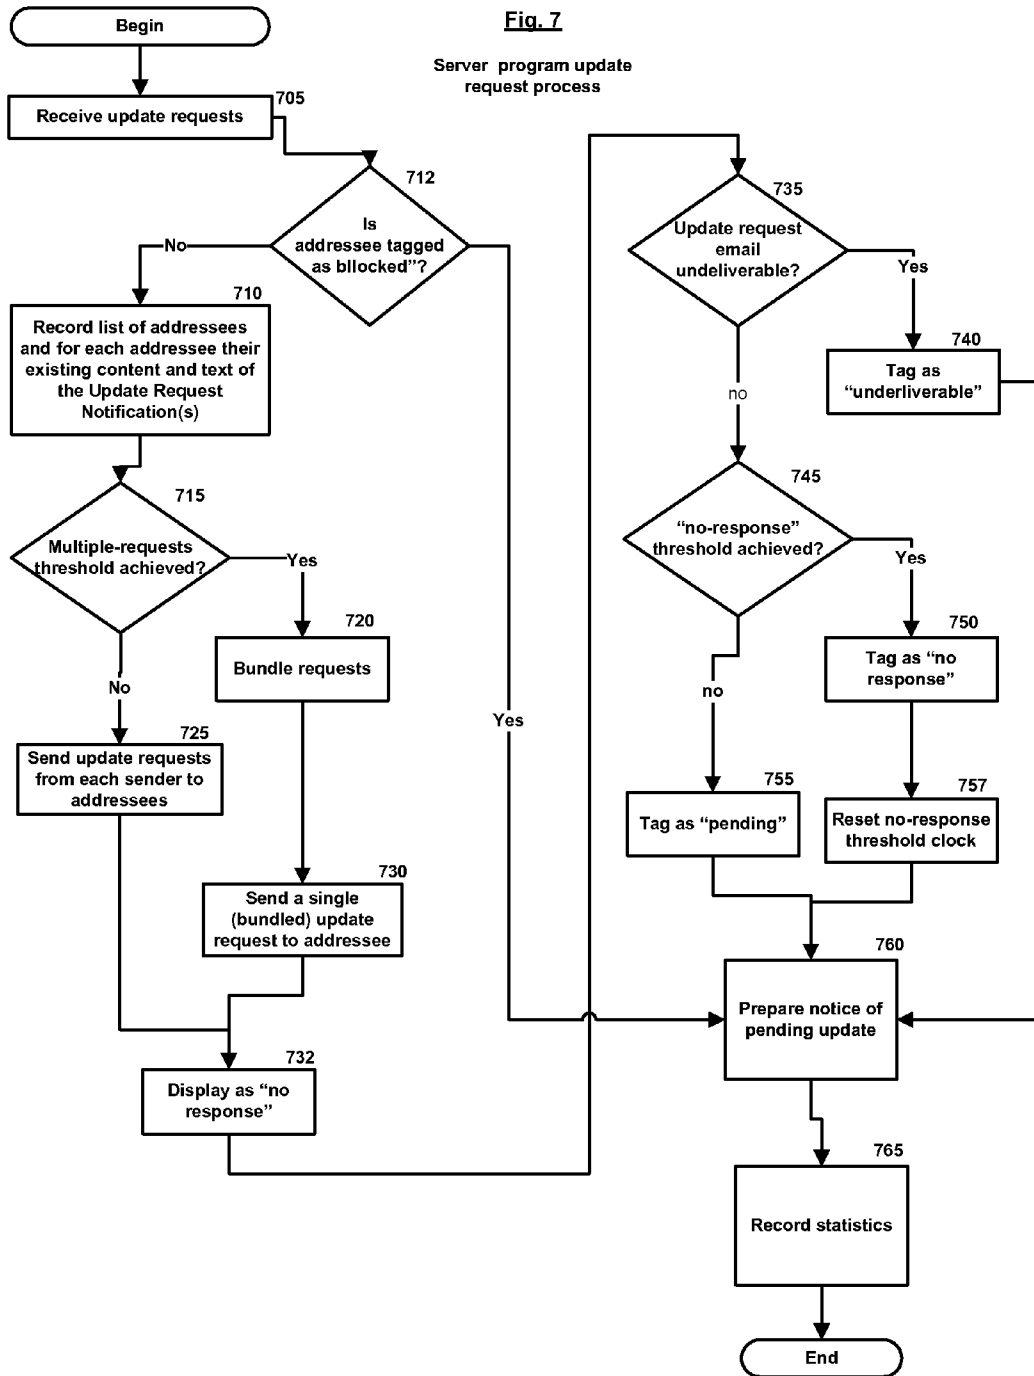 Fig. 7
Server program update
request process
Begin
705
Receive update requests
712
Is
addressee tagged
as bllocked”?
No
Yes
710
Record list of addressees
and for each addressee their
existing content and text of
the Update Request
Notification(s)
715
Multiple-requests
threshold achieved?
Yes
No
720
Bundle requests
725
Send update requests
from each sender to
addressees
730
Send a single
(bundled) update
request to addressee
732
Display as “no
response”
735
Update request
email
undeliverable?
Yes
no
740
Tag as
“underliverable”
745
“no-response”
threshold achieved?
Yes
no
750
Tag as “no
response”
755
Tag as “pending”
757
Reset no-response
threshold clock
760
Prepare notice of
pending update
765
Record statistics
End